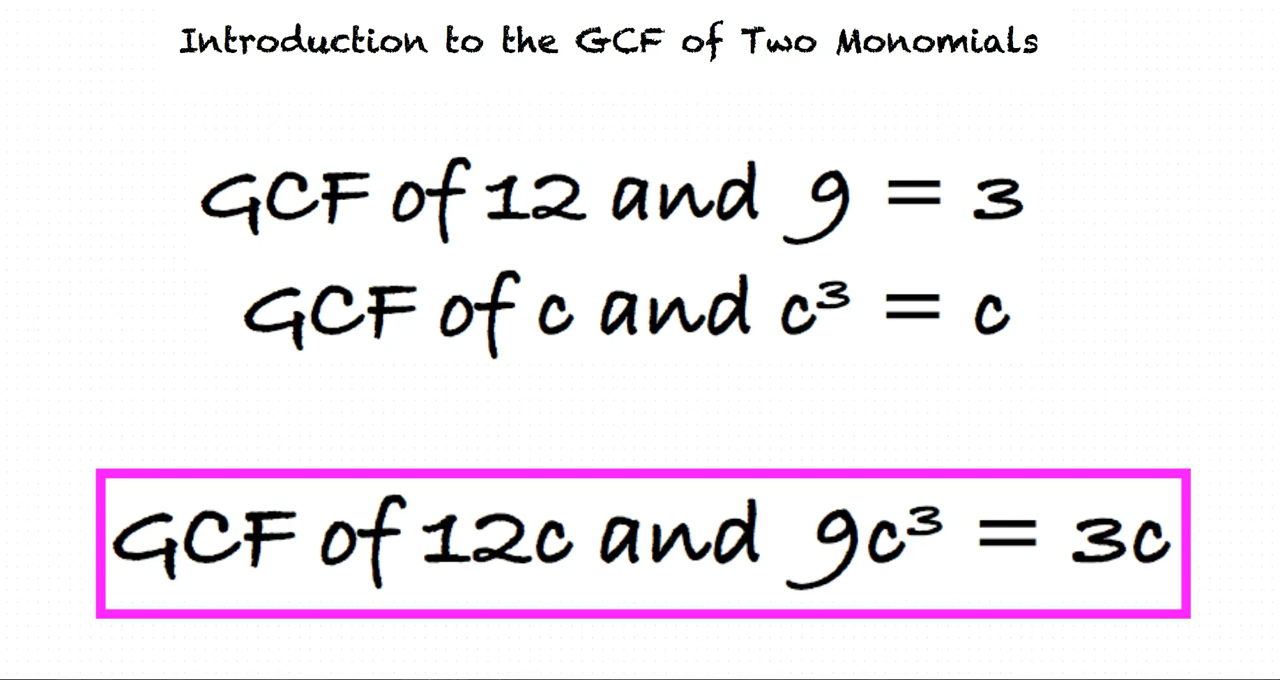 Introduction to the GCF of Two Monomials
GCF of 12 and 9 = 3
GCF of c and c³ = c
GCF of 12c and 9c³ = 3c